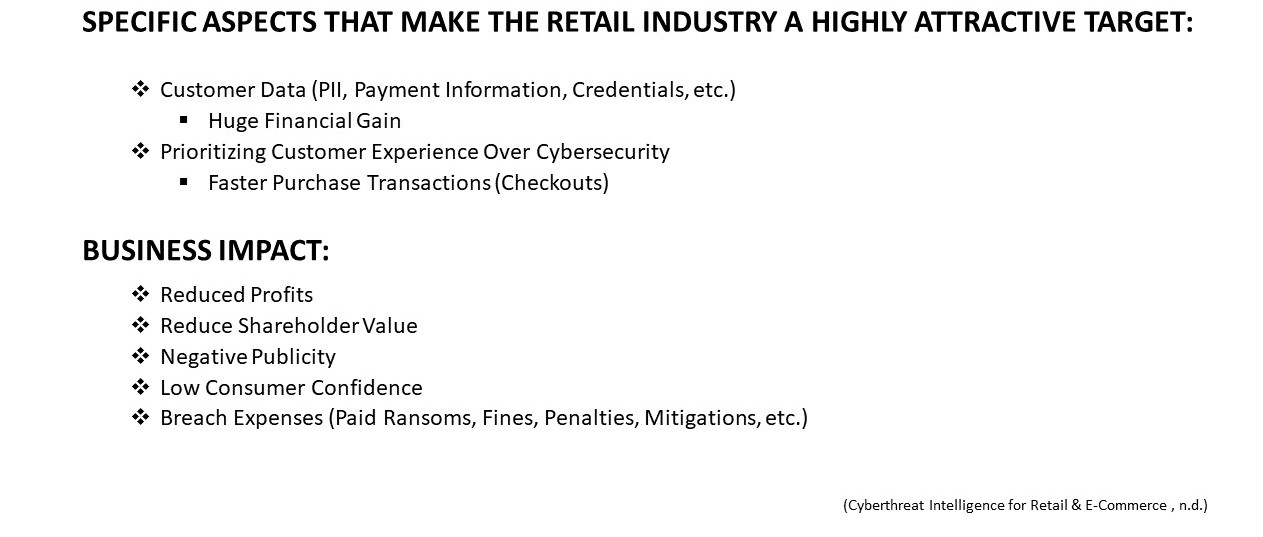 SPECIFIC ASPECTS THAT MAKE THE RETAIL INDUSTRY A HIGHLY ATTRACTIVE TARGET:
❖ Customer Data (PII, Payment Information, Credentials, etc.)
▪ Huge Financial Gain
❖ Prioritizing Customer Experience Over Cybersecurity
▪ Faster Purchase Transactions (Checkouts)
BUSINESS IMPACT:
❖ Reduced Profits
❖ Reduce Shareholder Value
❖ Negative Publicity
❖ Low Consumer Confidence
❖ Breach Expenses (Paid Ransoms, Fines, Penalties, Mitigations, etc.)
(Cyberthreat Intelligence for Retail & E-Commerce , n.d.)